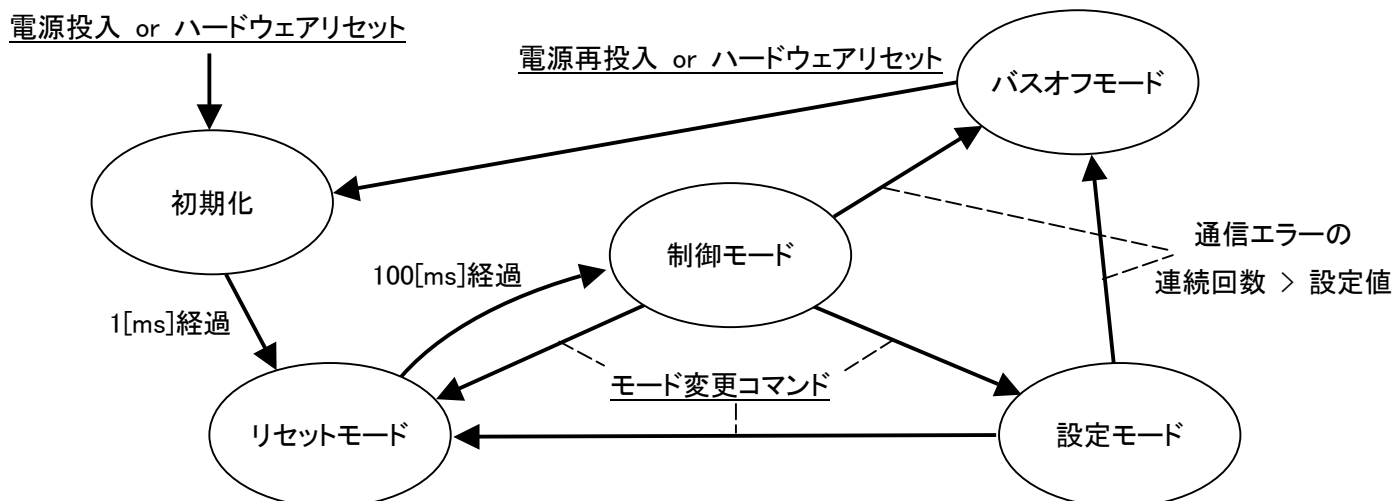 電源投入 or ハードウェアリセット
電源再投入 or ハードウェアリセット
バスオフモード
初期化
制御モード
通信エラーの
連続回数 > 設定値
100[ms]経過
1[ms]経過
モード変更コマンド
リセットモード
設定モード